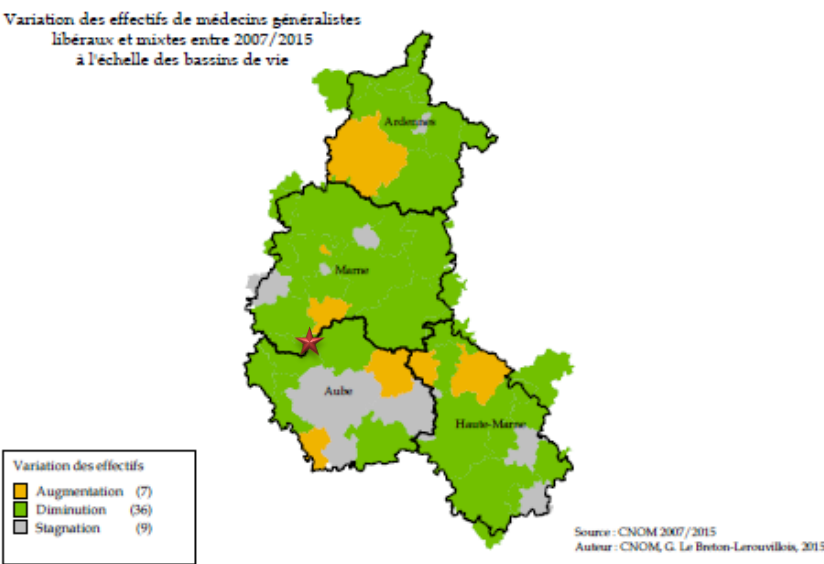 Variation des effectifs de médecins généralistes
libéraux et mixtes entre 2007/2015
à l'échelle des bassins de vie
Ardennes
Marne
Aube
Haute-Marne
Variation des effectifs
Augmentation (7)
Diminution (36)
Stagnation (9)
Source : CNOM 2007/2015
Auteur : CNOM, G. Le Breton-Lerouvillois, 2015